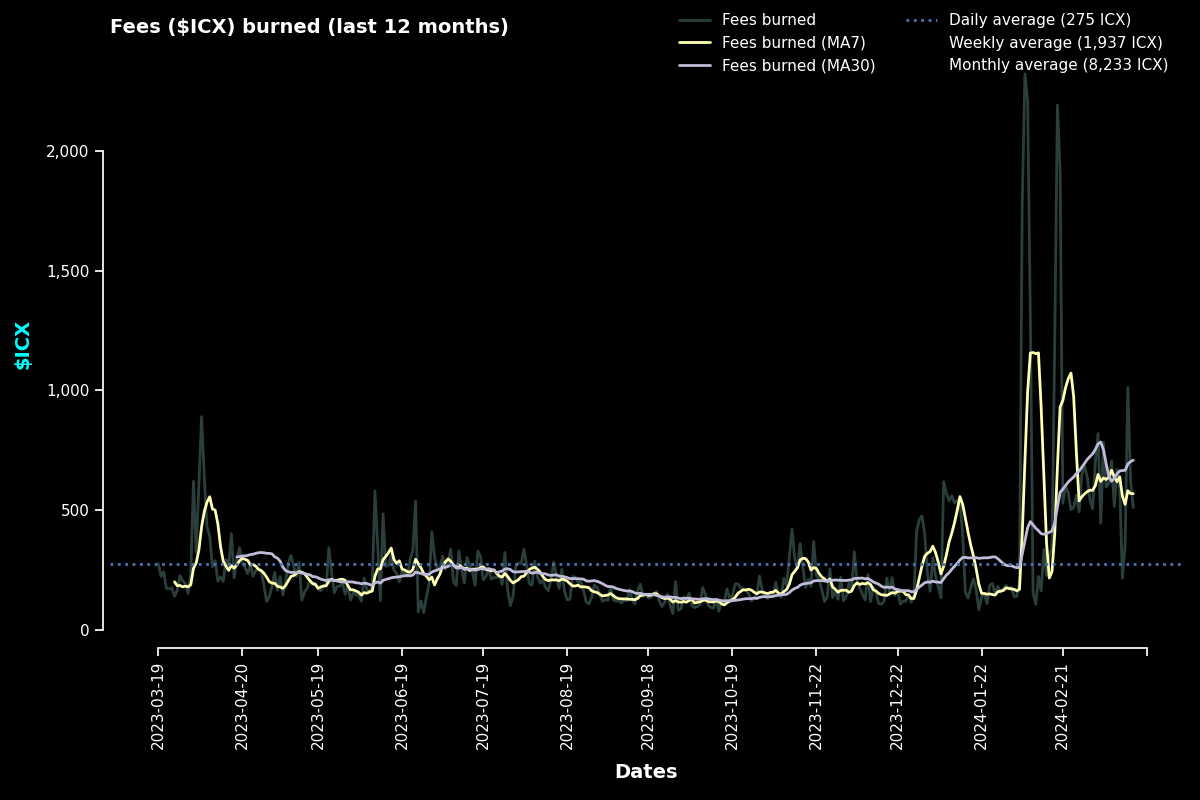 Fees ($ICX) burned (last 12 months)
Fees burned
Fees burned (MA7)
Fees burned (MA30)
Daily average (275 ICX)
Weekly average (1,937 ICX)
Monthly average (8,233 ICX)
2,000
1,500
1,000
500
0
$ICX
2023-03-19
2023-04-20
2023-05-19
2023-06-19
2023-07-19
2023-08-19
2023-09-18
2023-10-19
2023-11-22
2023-12-22
2024-01-22
2024-02-21
Dates